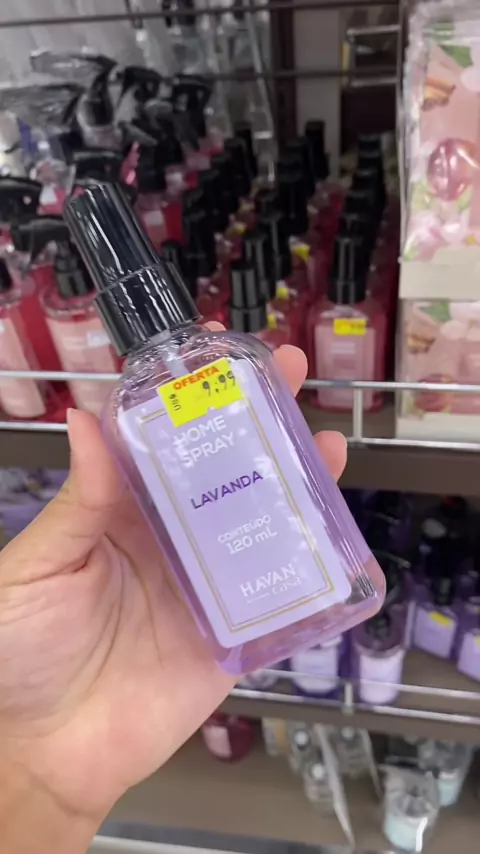 OFERTA
9,99
HOME
SPRAY
LAVANDA
CONTEÚDO
120 mL
HAVAN
casa